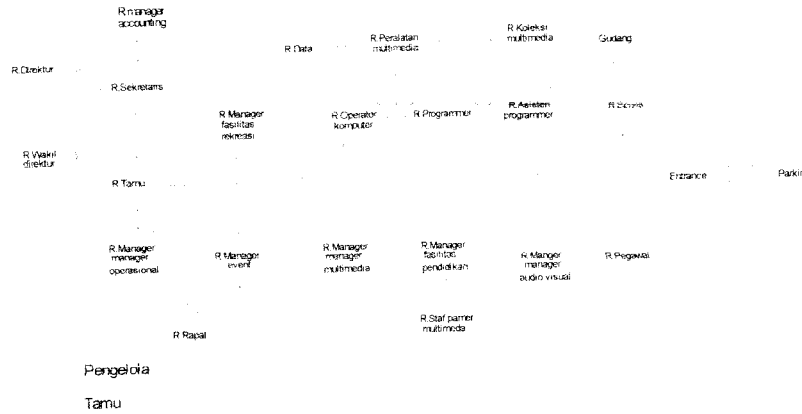 R.manager
accounting
R.Data
R.Peralatan
multimedia
R.Koleksi
multimedia
Gudang
R.Direktur
R.Sekretaris
R.Manager
fasilitas
rekreasi
R.Operator
komputer
R.Programmer
R.Asisten
programmer
R.Wakil
direktur
R.Tamu
Entrance
Parkir
R.Manager
manager
operasional
R.Manager
event
R.Manager
manager
multimedia
R.Manager
fasilitas
pendidikan
R.Manger
manager
audio visual
R.Pegawai
R.Rapat
R.Staf pamer
multimedia
Pengelola
Tamu